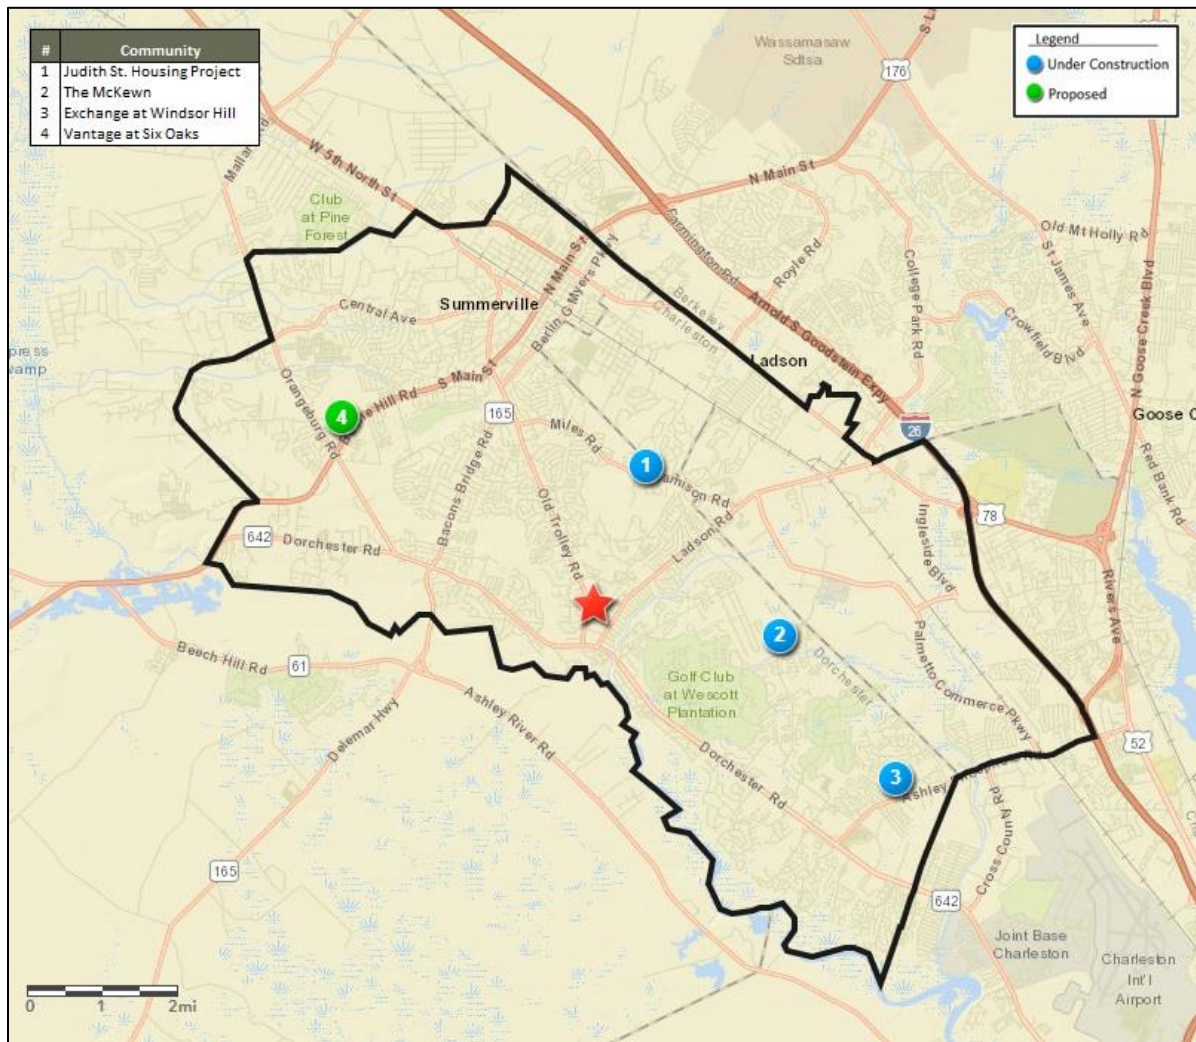 # Community
1 Judith St. Housing Project
2 The McKewn
3 Exchange at Windsor Hill
4 Vantage at Six Oaks
Legend
Under Construction
Proposed
Wassamasaw
Sdtsa
176
W 5th North St
Club
at Pine
Forest
N Main St
Farmington Rd
Royle Rd
Old Mt Holly Rd
St James Ave
College Park Rd
N Goose Creek Blvd
Crowfield Blvd
N Main St
Berlin G Myers Pkwy
Summerville
Central Ave
Berkeley
Charleston
Arnold S Goodstein Expy
Ladson
Orangeburg Rd
Hill Rd
S Main St
4
165
Miles Rd
1
Ladson Rd
26
Goose C
Red Bank Rd
78
Ingleside Blvd
Rivers Ave
Bacons Bridge Rd
Old Trolley Rd
642
Dorchester Rd
2
Dorchester
Palmetto Commerce Pkwy
Beech Hill Rd
61
Golf Club
at Wescott
Plantation
Delemar Hwy
Ashley River Rd
Dorchester Rd
52
3
Ashley
Cross County Rd
165
642
Joint Base
Charleston
Charleston
Int'l
Airport
0 1 2mi